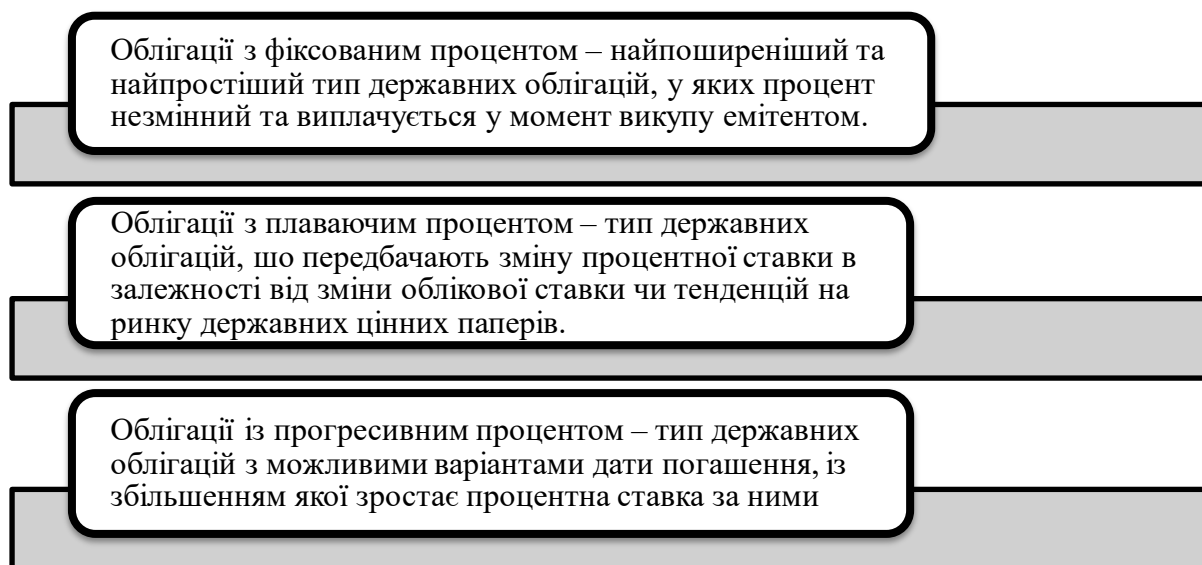 Облігації з фіксованим процентом – найпоширеніший та
найпростіший тип державних облігацій, у яких процент
незмінний та виплачується у момент викупу емітентом.
Облігації з плаваючим процентом – тип державних
облігацій, шо передбачають зміну процентної ставки в
залежності від зміни облікової ставки чи тенденцій на
ринку державних цінних паперів.
Облігації із прогресивним процентом – тип державних
облігацій з можливими варіантами дати погашення, із
збільшенням якої зростає процентна ставка за ними